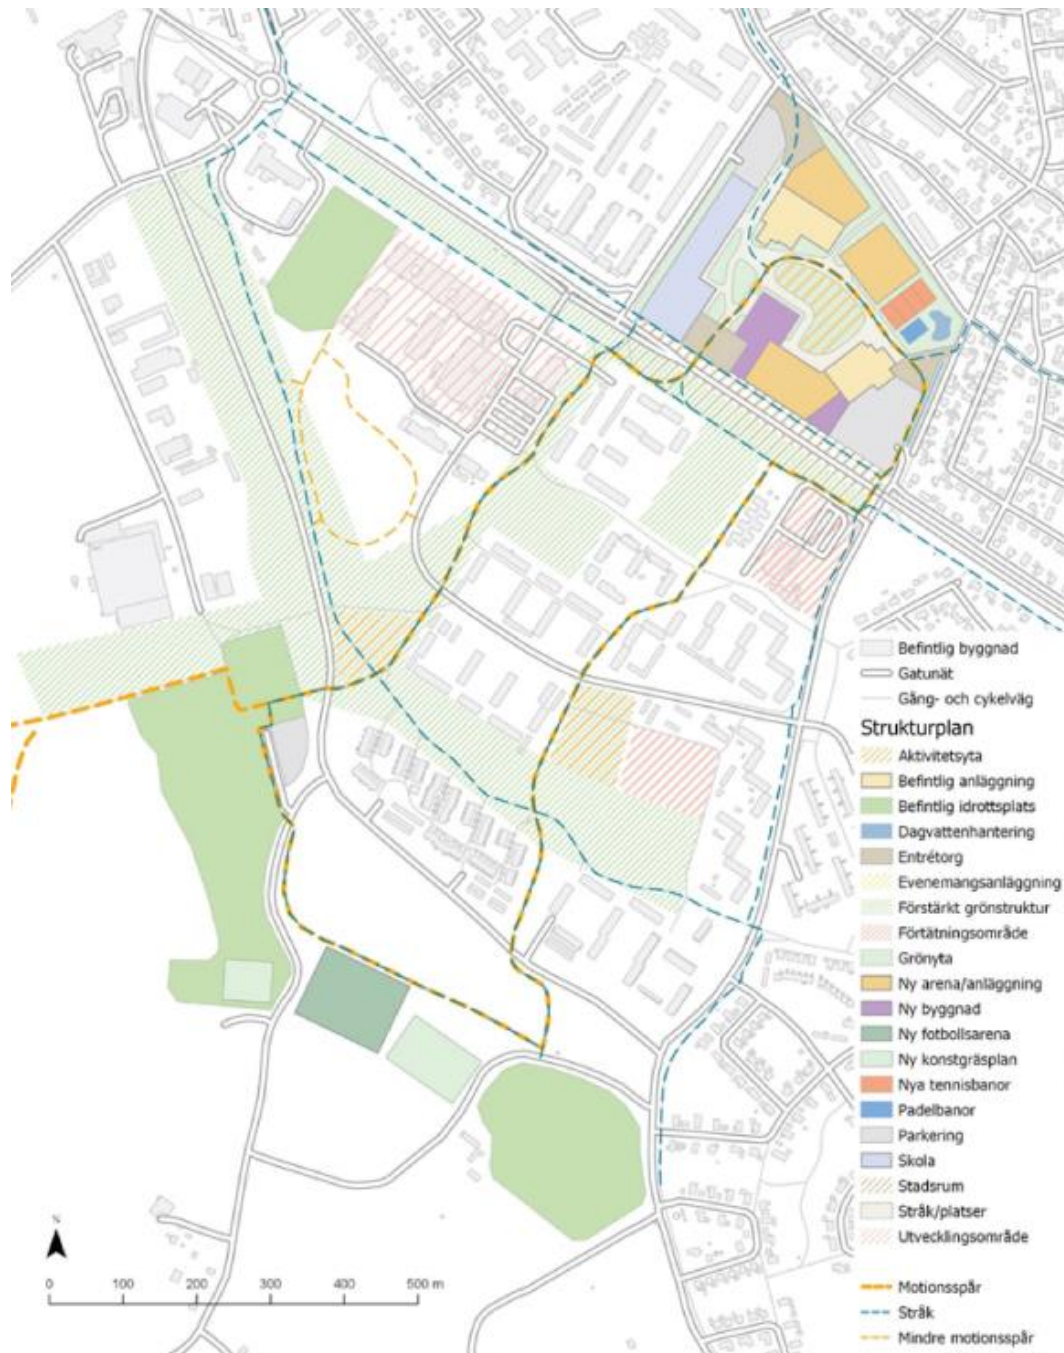 Befintlig byggnad
Gatunät
Gång- och cykelväg
Strukturplan
Aktivitetsyta
Befintlig anläggning
Befintlig idrottsplats
Dagvattenhantering
Entrétorg
Evenemangsanläggning
Förstärkt grönstruktur
Förtätningsområde
Grönyta
Ny arena/anläggning
Ny byggnad
Ny fotbollsarena
Ny konstgräsplan
Nya tennisbanor
Padelbanor
Parkering
Skola
Stadsrum
Stråk/platser
Utvecklingsområde
Motionsspår
Stråk
Mindre motionsspår
N
0 100 200 300 400 500 m